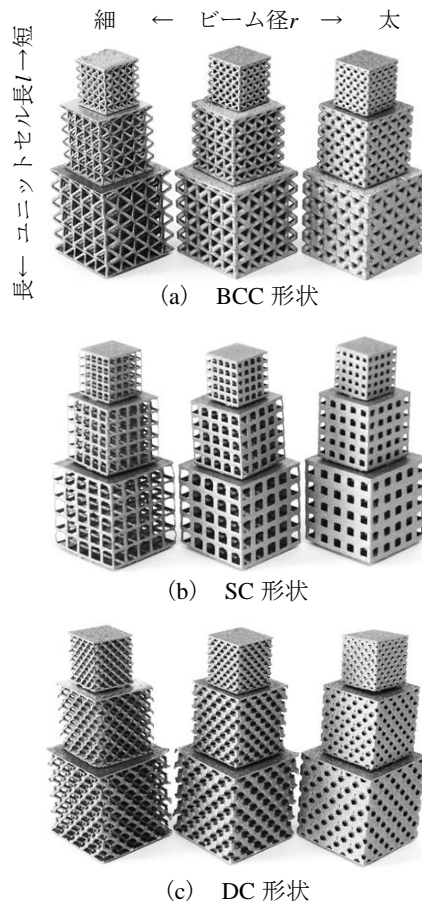 細 ← ビーム径r → 太
長← ユニットセル長l→短
(a) BCC 形状
(b) SC 形状
(c) DC 形状